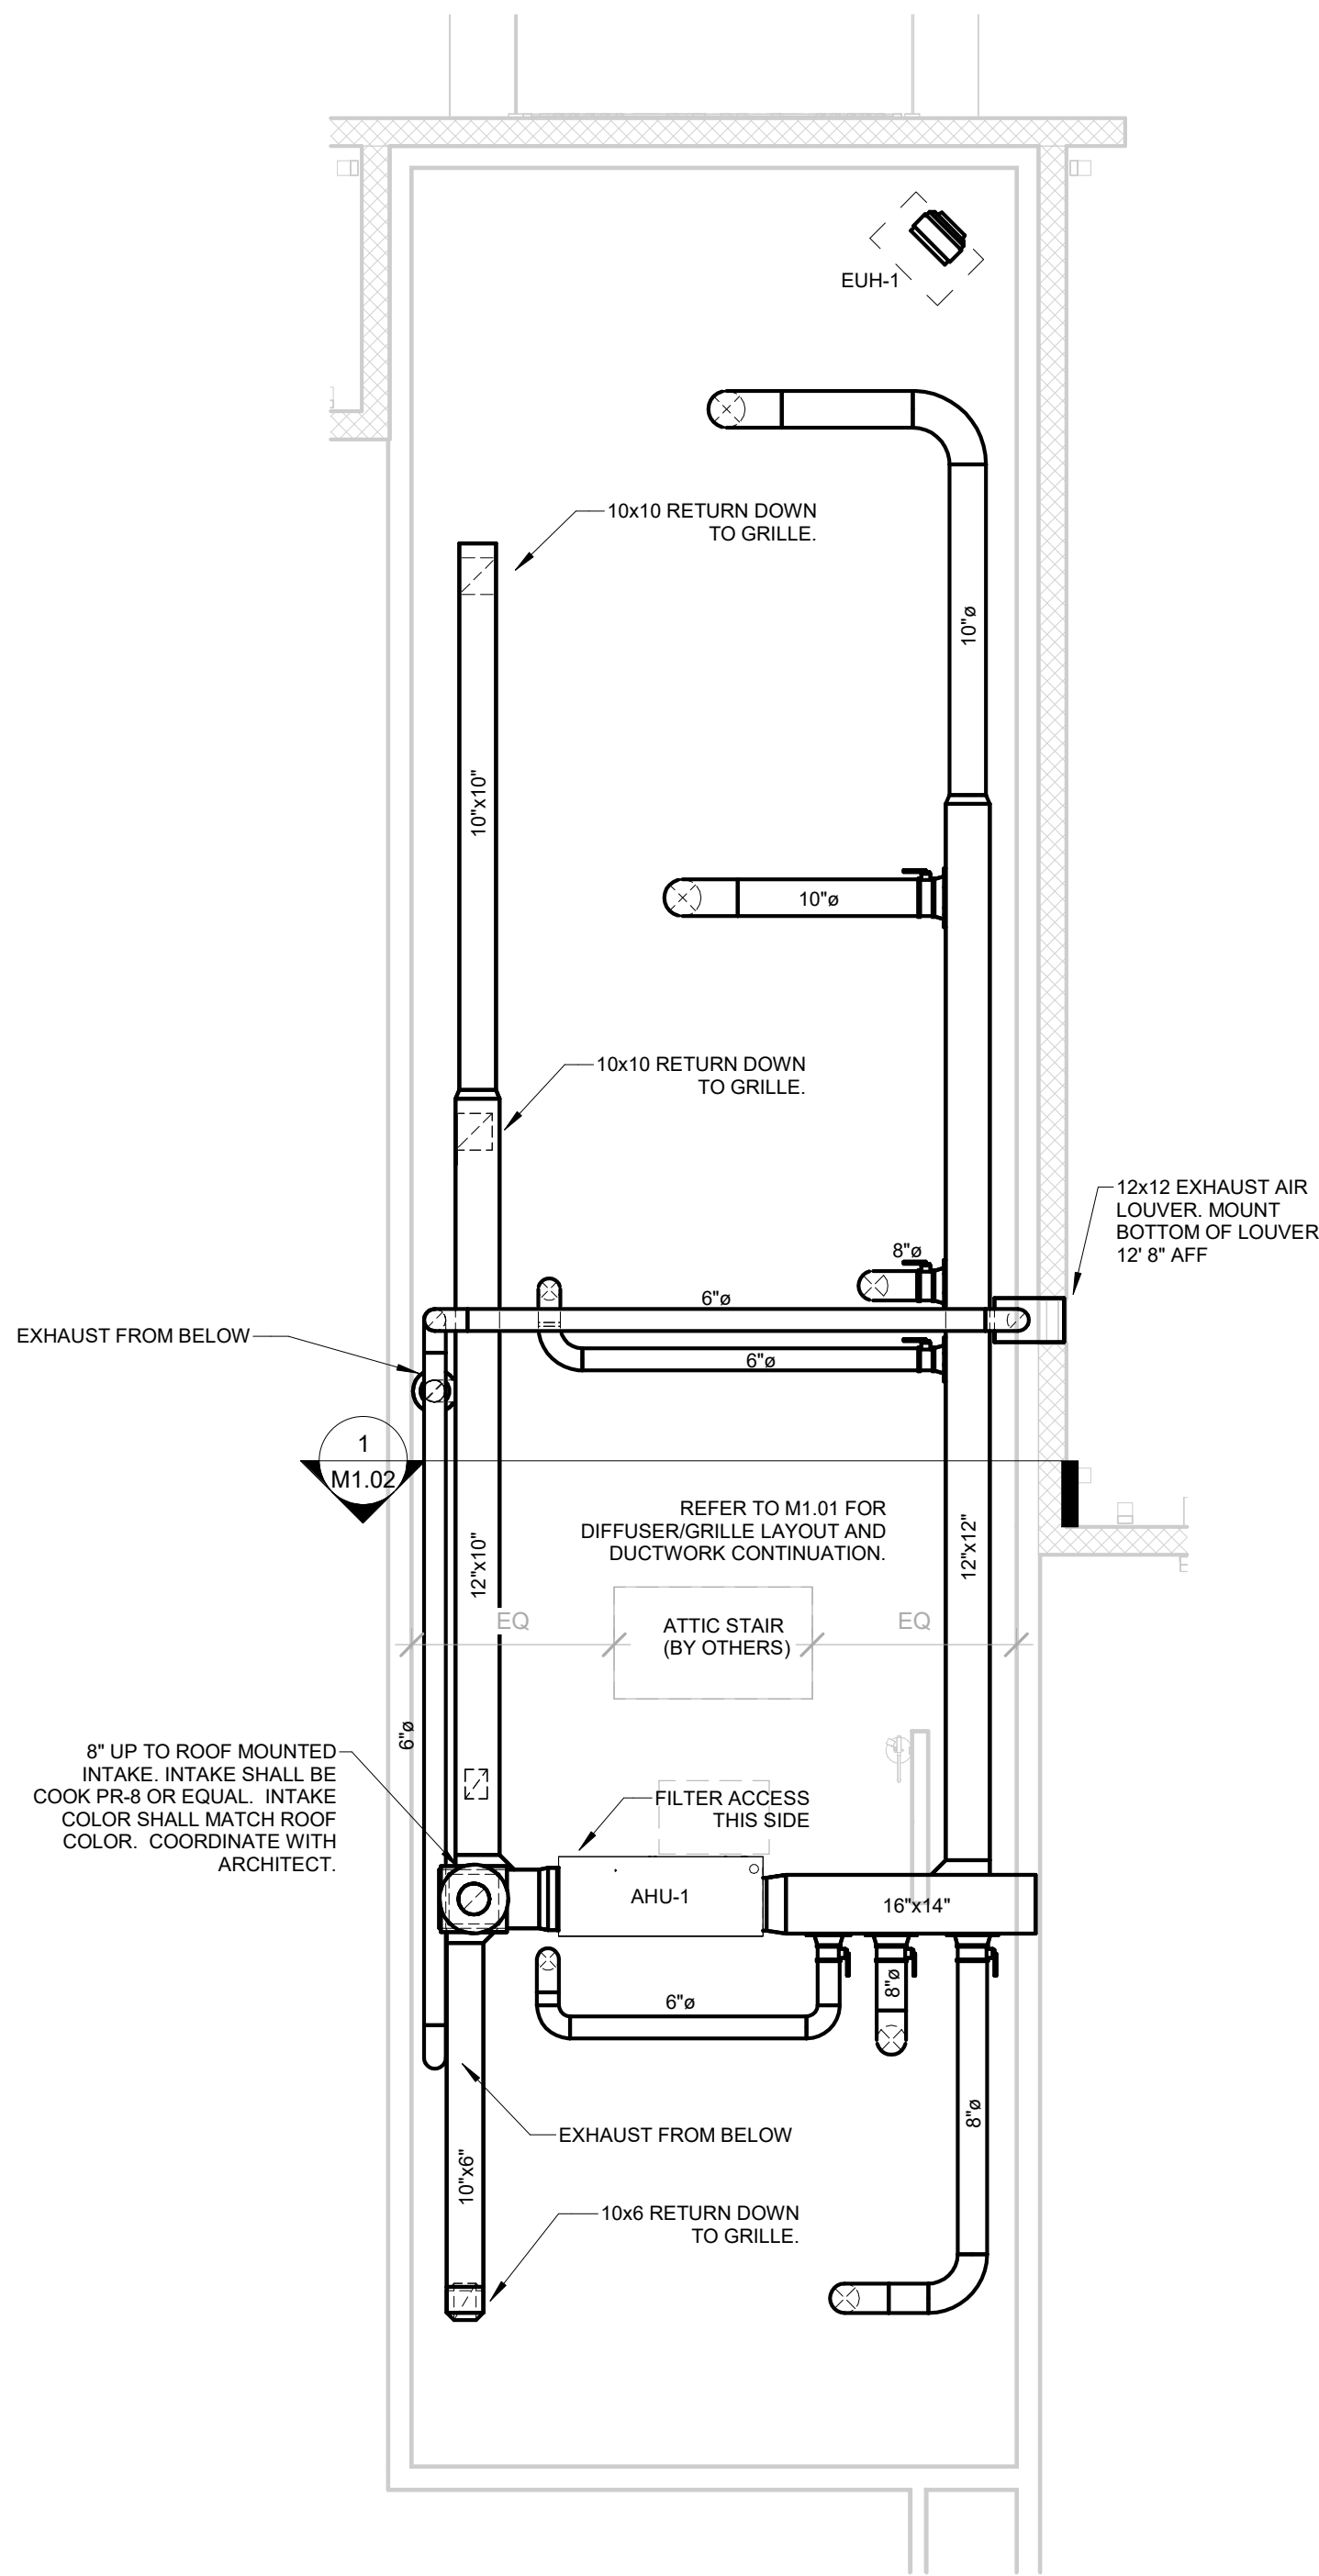 EUH-1
10x10 RETURN DOWN
TO GRILLE.
10"ø
10"x10"
10"ø
10x10 RETURN DOWN
TO GRILLE.
12x12 EXHAUST AIR
LOUVER. MOUNT
BOTTOM OF LOUVER
12' 8" AFF
8"ø
6"ø
EXHAUST FROM BELOW
6"ø
1
M1.02
REFER TO M1.01 FOR
DIFFUSER/GRILLE LAYOUT AND
DUCTWORK CONTINUATION.
12"x10"
12"x12"
EQ
ATTIC STAIR
(BY OTHERS)
EQ
6"ø
8" UP TO ROOF MOUNTED
INTAKE. INTAKE SHALL BE
COOK PR-8 OR EQUAL.  INTAKE
COLOR SHALL MATCH ROOF
COLOR.  COORDINATE WITH
ARCHITECT.
FILTER ACCESS
THIS SIDE
AHU-1
16"x14"
6"ø
8"ø
8"ø
EXHAUST FROM BELOW
10"x6"
10x6 RETURN DOWN
TO GRILLE.